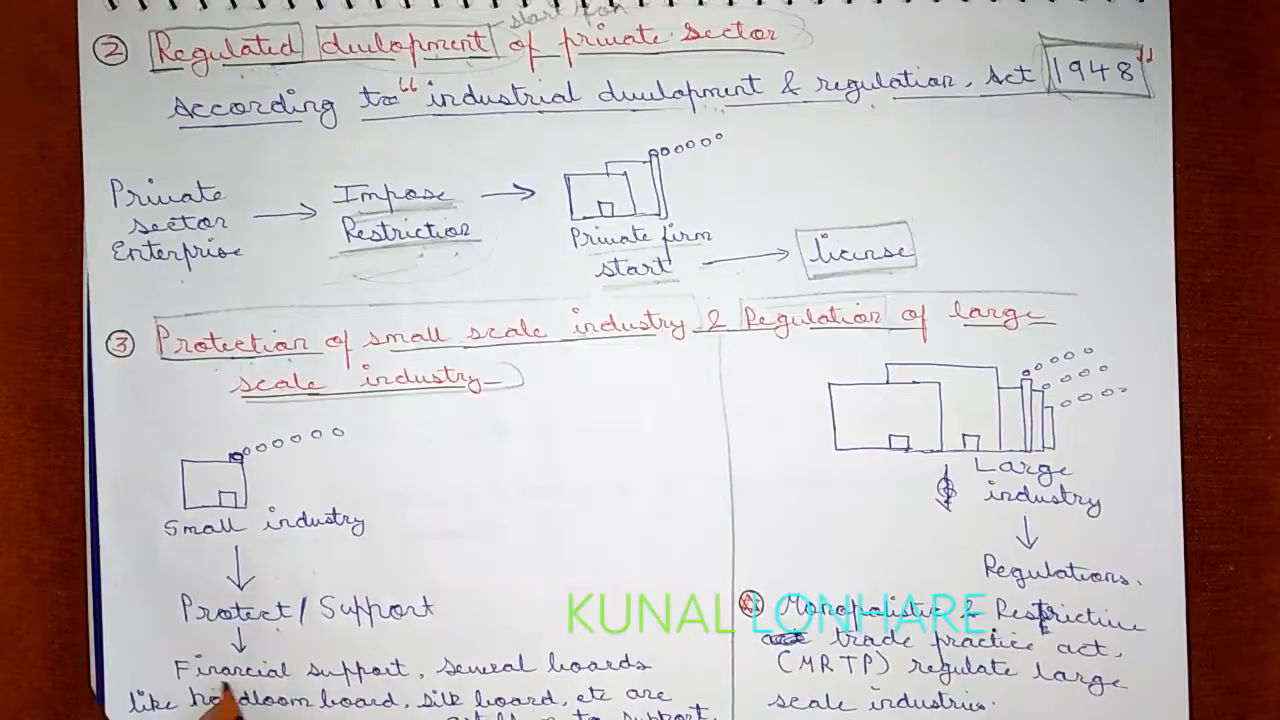 start
② Regulated development of private sector
According to "industrial development & regulation, Act 1948"
Private
sector
Enterprise
Impose
Restriction
Private firm
start
license
③ Protection of small scale industry & Regulation of large
scale industry
Small industry
Protect/Support
Financial support, several boards
like handloom board, silk board, etc are
to support.
Large
industry
Regulations.
Monopolistic & Restrictive
trade practice act,
(MRTP) regulate large
scale industries.
KUNAL LONHARE